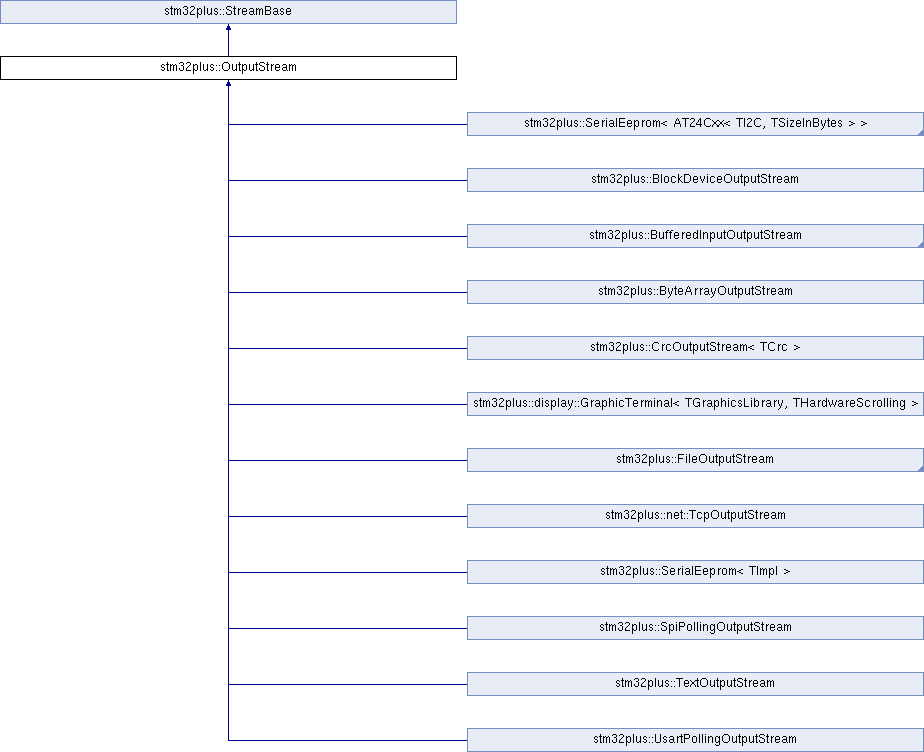 stm32plus::StreamBase
stm32plus::OutputStream
stm32plus::SerialEeprom< AT24Cxx< TI2C, TSizeInBytes > >
stm32plus::BlockDeviceOutputStream
stm32plus::BufferedInputOutputStream
stm32plus::ByteArrayOutputStream
stm32plus::CrcOutputStream< TCrc >
stm32plus::display::GraphicTerminal< TGraphicsLibrary, THardwareScrolling >
stm32plus::FileOutputStream
stm32plus::net::TcpOutputStream
stm32plus::SerialEeprom< TImpl >
stm32plus::SpiPollingOutputStream
stm32plus::TextOutputStream
stm32plus::UsartPollingOutputStream